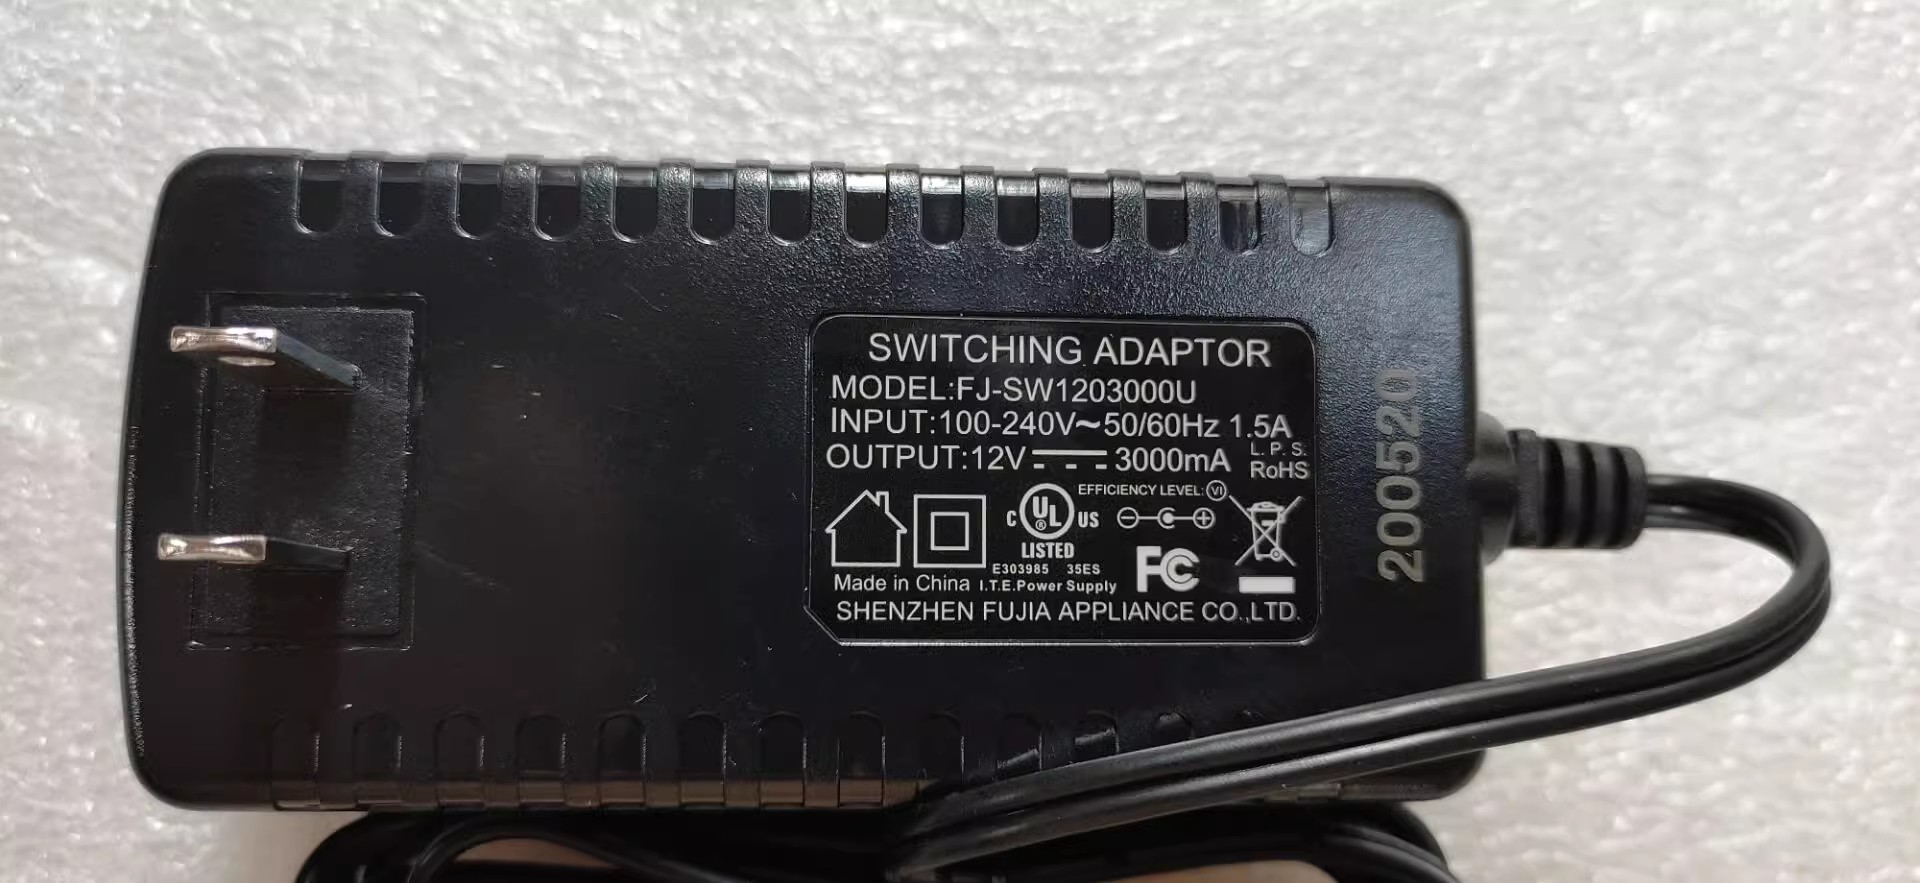 SWITCHING ADAPTOR
MODEL:FJ-SW1203000U
INPUT:100-240V~50/60Hz 1.5A
OUTPUT:12V⎓3000mA
L. P. S.
RoHS
EFFICIENCY LEVEL:VI
C UL ® US
LISTED
E303985 35ES
FC
Made in China I.T.E.Power Supply
SHENZHEN FUJIA APPLIANCE CO.,LTD.
200520